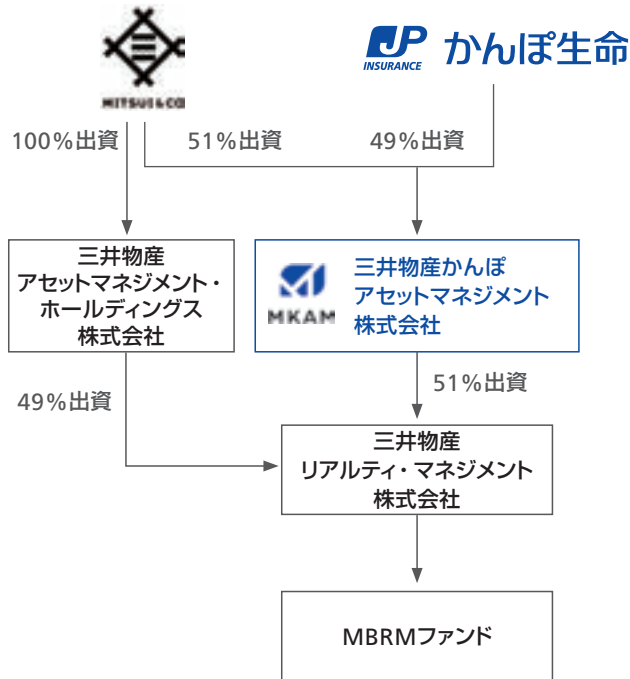 MITSUI & CO
JP
INSURANCE
かんぽ生命
100%出資
51%出資
49%出資
三井物産
アセットマネジメント・
ホールディングス
株式会社
MKAM
三井物産かんぽ
アセットマネジメント
株式会社
49%出資
51%出資
三井物産
リアルティ・マネジメント
株式会社
MBRMファンド